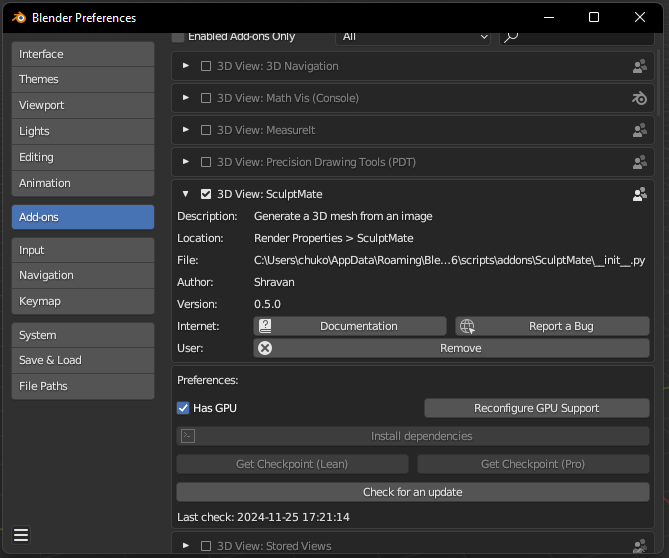 Blender Preferences
Enabled Add-ons Only All
Interface
Themes
Viewport
Lights
Editing
Animation
Add-ons
Input
Navigation
Keymap
System
Save & Load
File Paths
3D View: 3D Navigation
3D View: Math Vis (Console)
3D View: MeasureIt
3D View: Precision Drawing Tools (PDT)
3D View: SculptMate
Description: Generate a 3D mesh from an image
Location: Render Properties > SculptMate
File: C:\Users\chuko\AppData\Roaming\Ble...6\scripts\addons\SculptMate\__init__.py
Author: Shravan
Version: 0.5.0
Internet: Documentation Report a Bug
User: Remove
Preferences:
Has GPU Reconfigure GPU Support
Install dependencies
Get Checkpoint (Lean) Get Checkpoint (Pro)
Check for an update
Last check: 2024-11-25 17:21:14
3D View: Stored Views